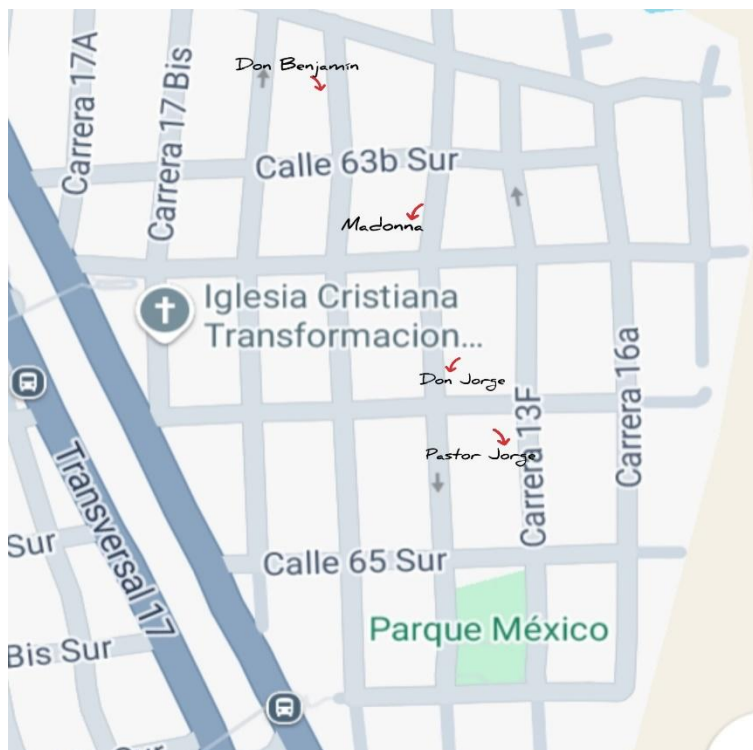 Don Benjamin
Carrera 17A
Carrera 17 Bis
Calle 63b Sur
Madonna
Iglesia Cristiana
Transformacion...
Don Jorge
Carrera 13F
Carrera 16a
Pastor Jorge
Transversal 17
Sur
Calle 65 Sur
Parque México
Bis Sur